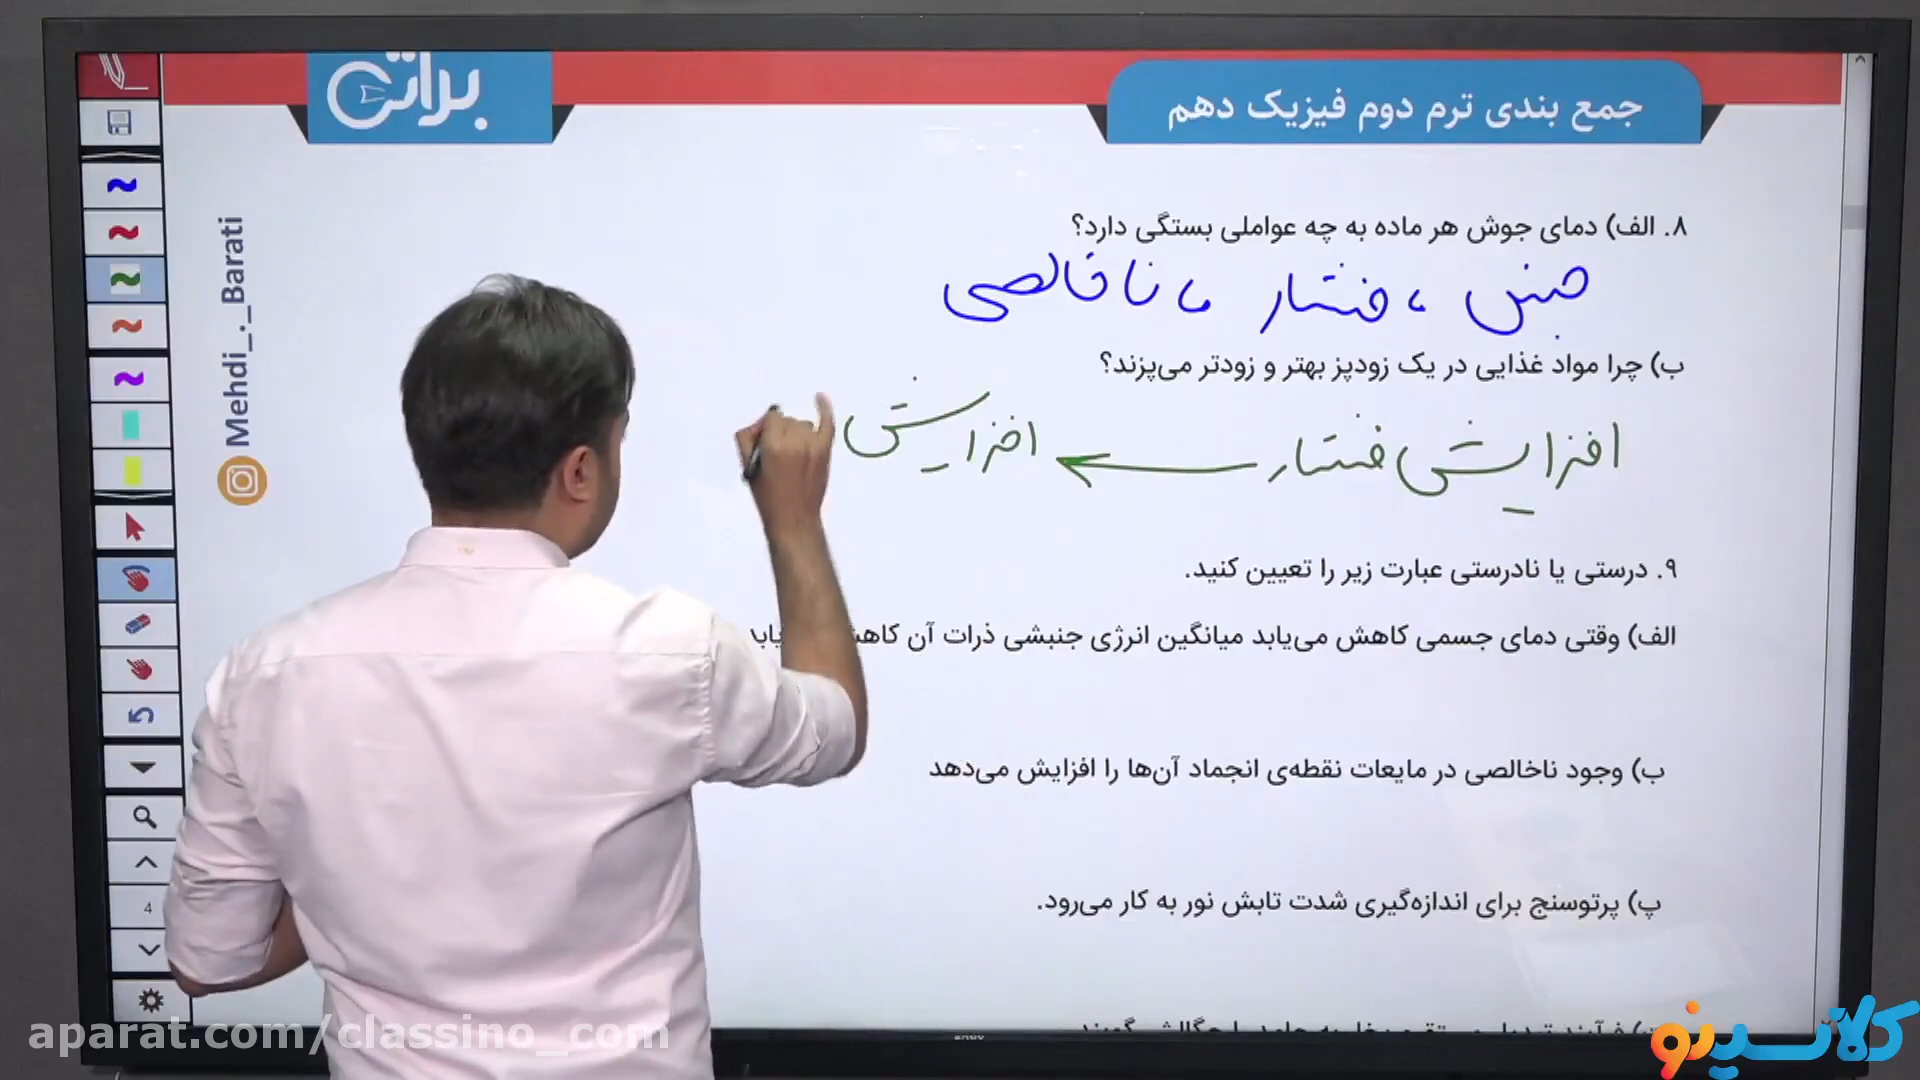 براتی
جمع بندی ترم دوم فیزیک دهم
Mehdi_._Barati
۸. الف) دمای جوش هر ماده به چه عواملی بستگی دارد؟
جنس ، فشار ، ناخالصی
ب) چرا مواد غذایی در یک زودپز بهتر و زودتر می‌پزند؟
افزایش فشار ← افزایش
۹. درستی یا نادرستی عبارت زیر را تعیین کنید.
الف) وقتی دمای جسمی کاهش می‌یابد میانگین انرژی جنبشی ذرات آن کاهش
ب) وجود ناخالصی در مایعات نقطه‌ی انجماد آن‌ها را افزایش می‌دهد
پ) پرتوسنج برای اندازه‌گیری شدت تابش نور به کار می‌رود.
4
SONY
aparat.com/classino_com
کلاسینو